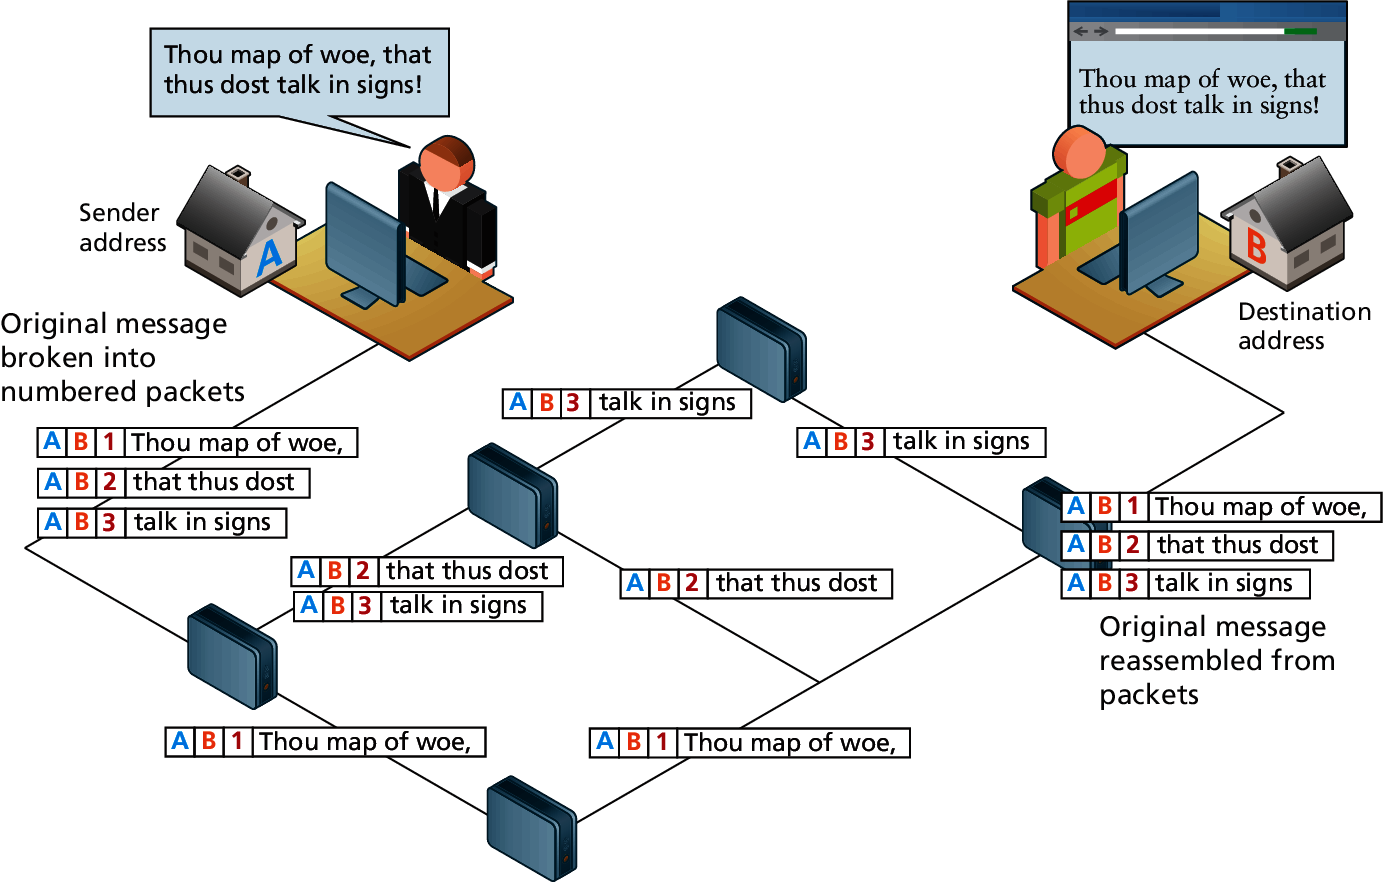 Thou map of woe, that
thus dost talk in signs!
Thou map of woe, that
thus dost talk in signs!
Sender
address
A
B
Destination
address
Original message
broken into
numbered packets
A B 3 talk in signs
A B 1 Thou map of woe,
A B 3 talk in signs
A B 2 that thus dost
A B 3 talk in signs
A B 1 Thou map of woe,
A B 2 that thus dost
A B 3 talk in signs
A B 2 that thus dost
A B 3 talk in signs
A B 2 that thus dost
Original message
reassembled from
packets
A B 1 Thou map of woe,
A B 1 Thou map of woe,